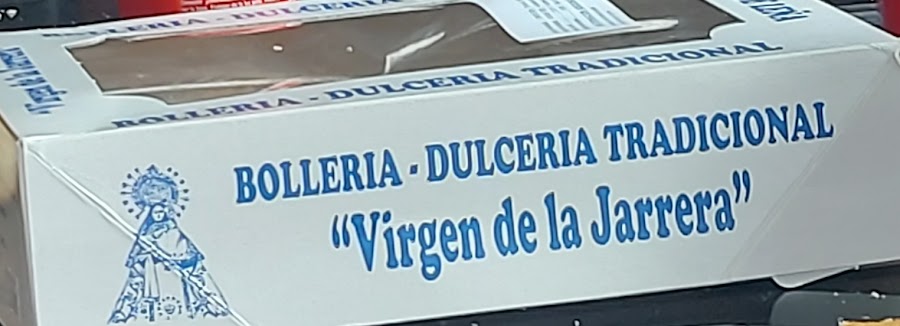 BOLLERIA - DULCERIA TRADICIONAL
BOLLERIA - DULCERIA TRADICIONAL
"Virgen de la Jarrera"